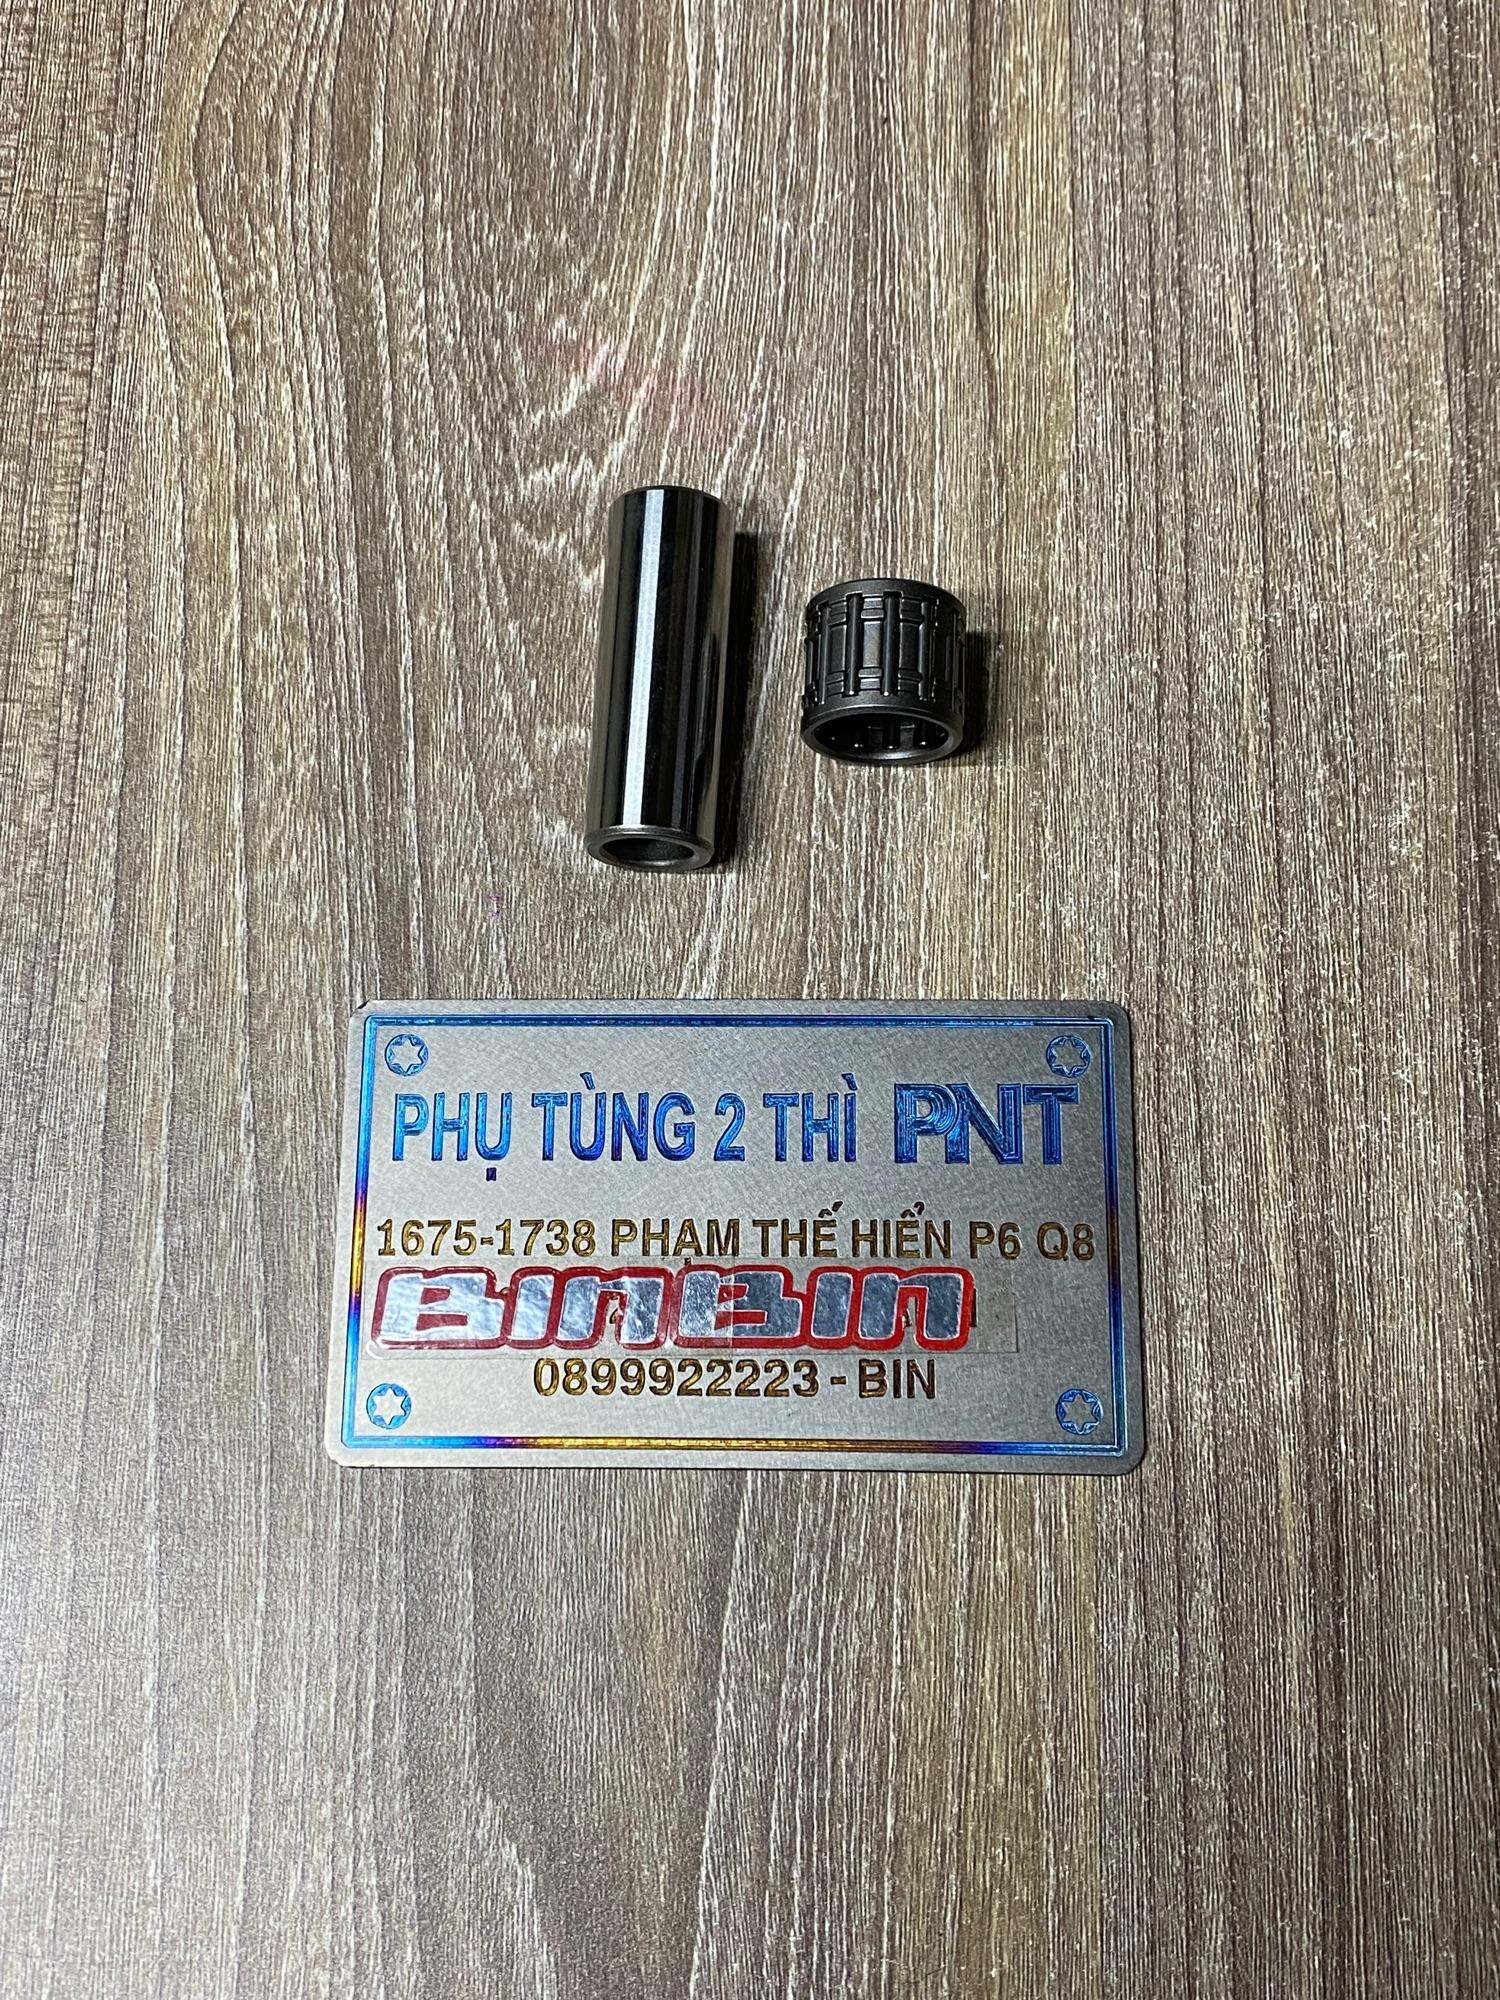 PHỤ TÙNG 2 THÌ PNT
1675-1738 PHẠM THẾ HIỂN P6 Q8
BINBIN
0899922223 - BIN